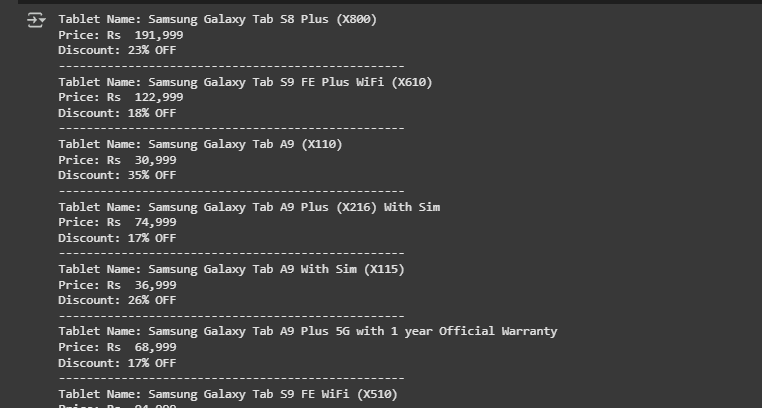 Tablet Name: Samsung Galaxy Tab S8 Plus (X800)
Price: Rs  191,999
Discount: 23% OFF
--------------------------------------------------
Tablet Name: Samsung Galaxy Tab S9 FE Plus WiFi (X610)
Price: Rs  122,999
Discount: 18% OFF
--------------------------------------------------
Tablet Name: Samsung Galaxy Tab A9 (X110)
Price: Rs  30,999
Discount: 35% OFF
--------------------------------------------------
Tablet Name: Samsung Galaxy Tab A9 Plus (X216) With Sim
Price: Rs  74,999
Discount: 17% OFF
--------------------------------------------------
Tablet Name: Samsung Galaxy Tab A9 With Sim (X115)
Price: Rs  36,999
Discount: 26% OFF
--------------------------------------------------
Tablet Name: Samsung Galaxy Tab A9 Plus 5G with 1 year Official Warranty
Price: Rs  68,999
Discount: 17% OFF
--------------------------------------------------
Tablet Name: Samsung Galaxy Tab S9 FE WiFi (X510)
Price: Rs